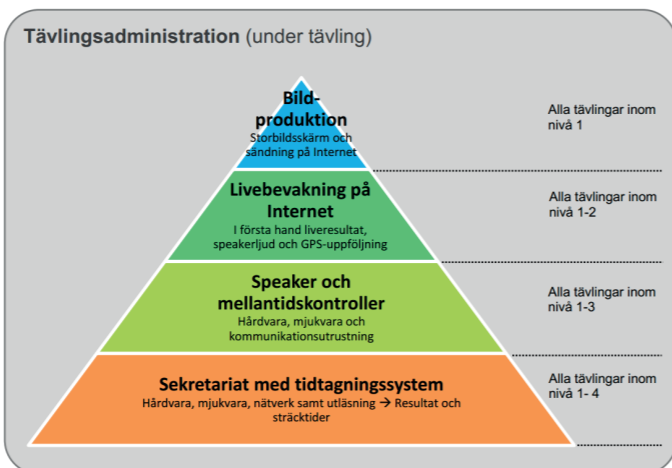 Tävlingsadministration (under tävling)
Bild-
produktion
Storbildsskärm och
sändning på Internet
Alla tävlingar inom
nivå 1
Livebevakning på
Internet
I första hand liveresultat,
speakerljud och GPS-uppföljning
Alla tävlingar inom
nivå 1-2
Speaker och
mellantidskontroller
Hårdvara, mjukvara och
kommunikationsutrustning
Alla tävlingar inom
nivå 1-3
Sekretariat med tidtagningssystem
Hårdvara, mjukvara, nätverk samt utläsning → Resultat och
sträcktider
Alla tävlingar inom
nivå 1- 4